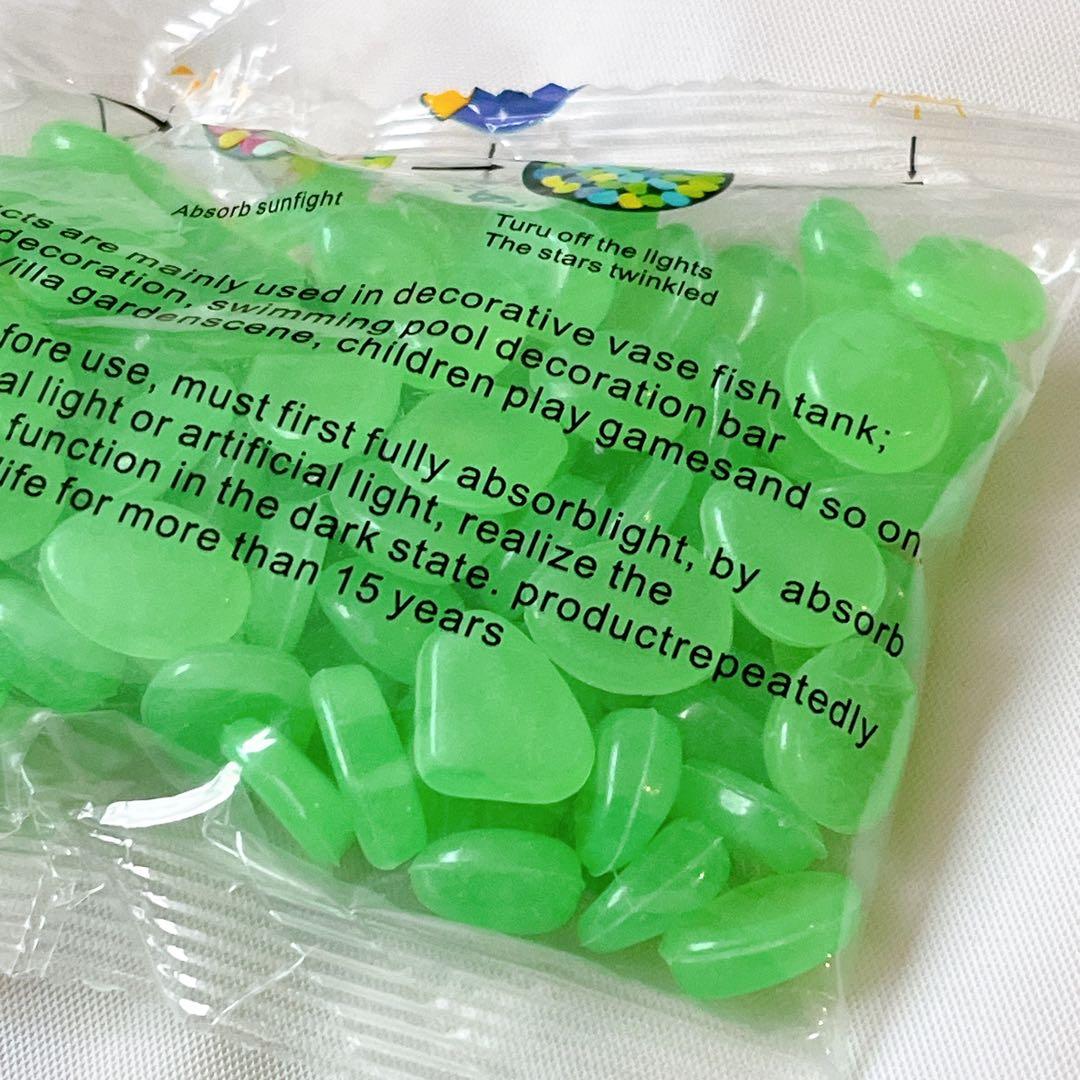 Absorb sunfight
Turu off the lights
The stars twinkled
cts are mainly used in decorative vase fish tank;
decoration, swimming pool decoration bar
illa gardenscene, children play gamesand so on
fore use, must first fully absorblight, by absorb
al light or artificial light, realize the
function in the dark state. productrepeatedly
life for more than 15 years